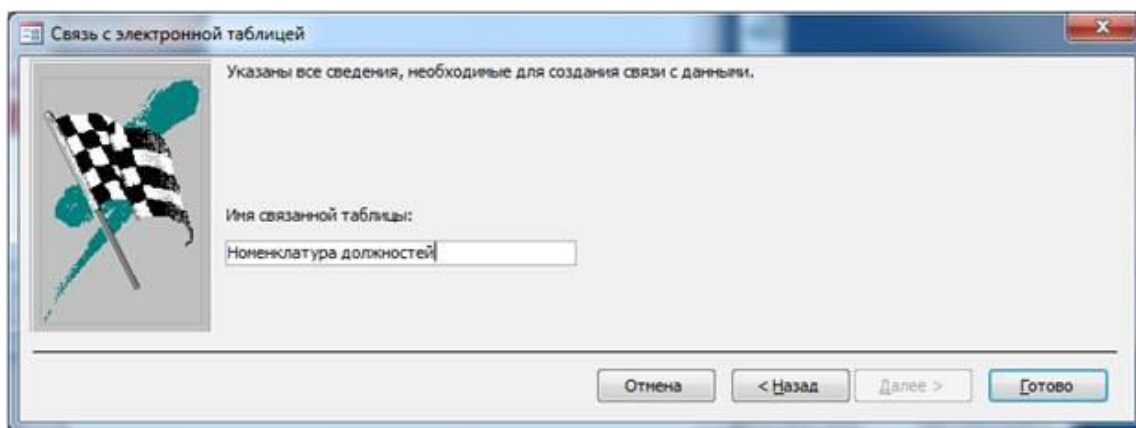 Связь с электронной таблицей
Указаны все сведения, необходимые для создания связи с данными.
Имя связанной таблицы:
Номенклатура должностей
Отмена
< Назад
Далее >
Готово